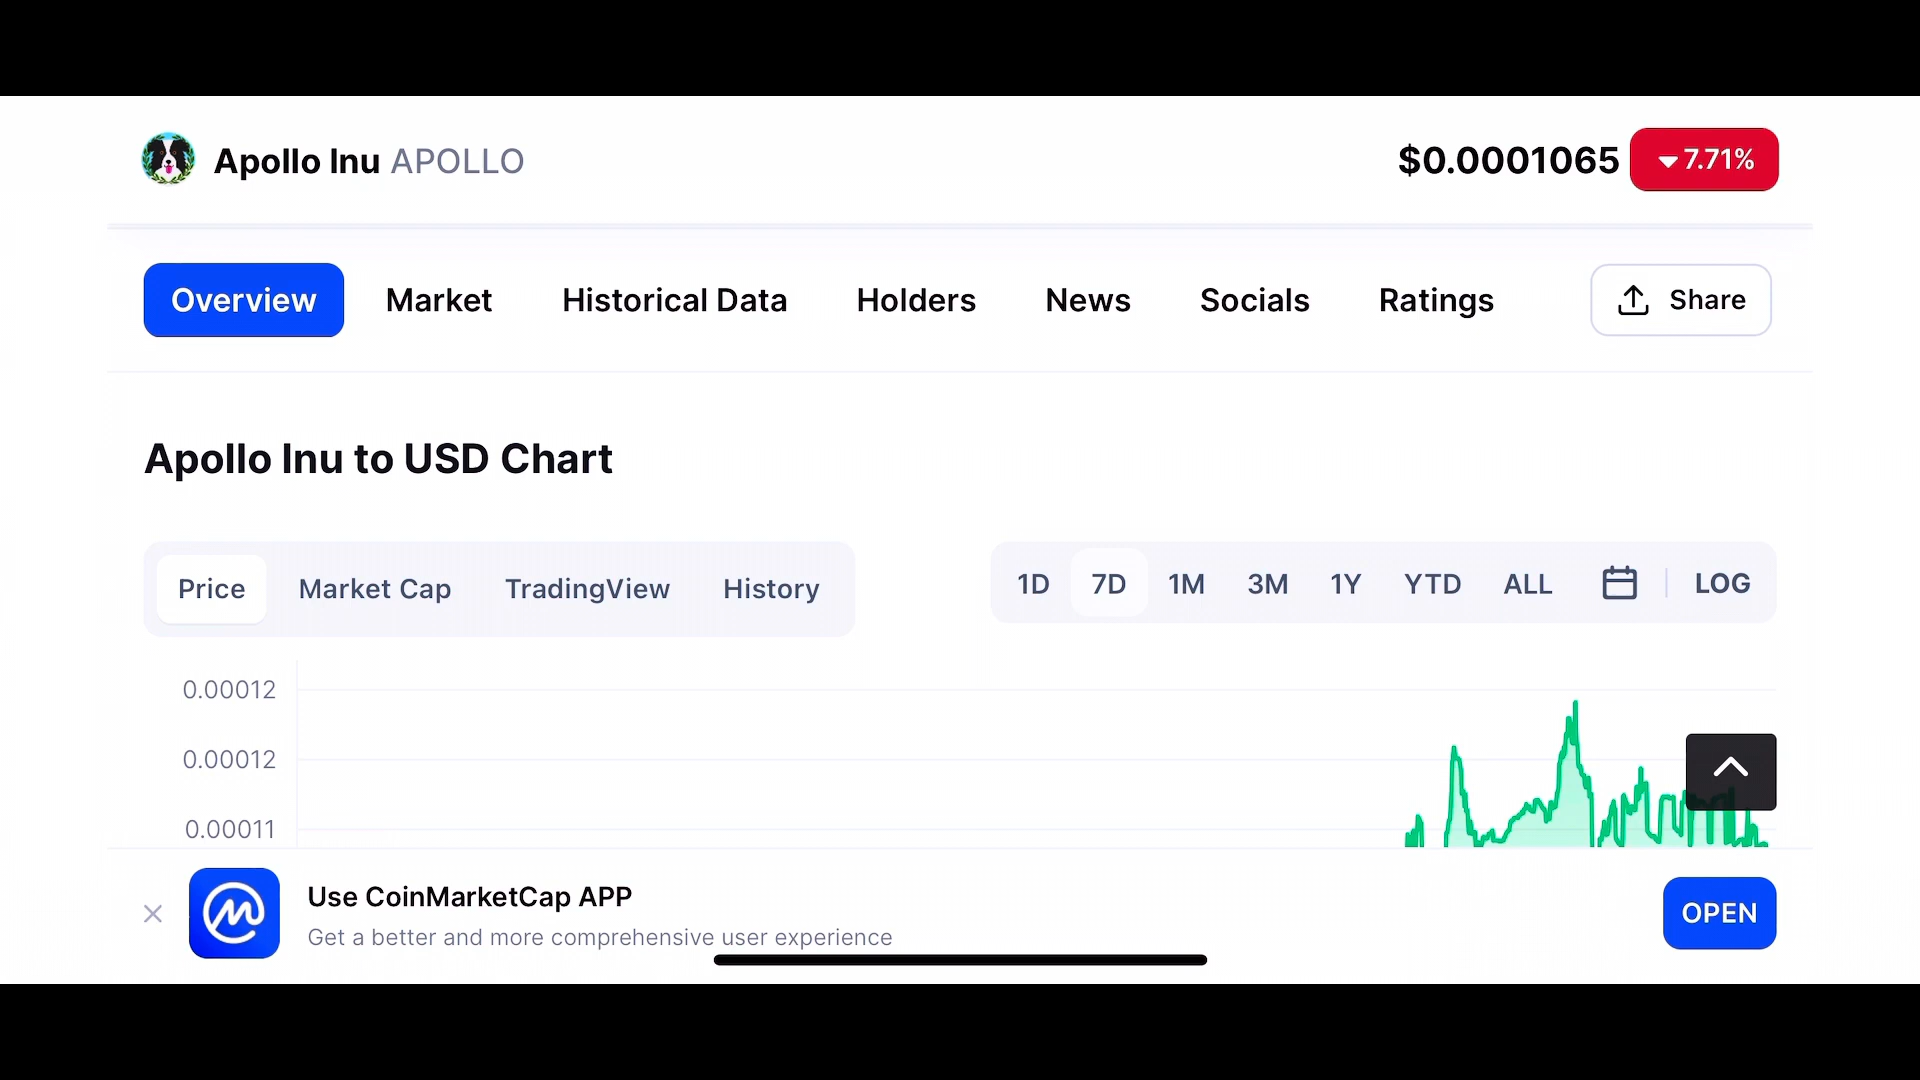 Apollo Inu APOLLO $0.0001065 7.71%
Overview Market Historical Data Holders News Socials Ratings Share
Apollo Inu to USD Chart
Price Market Cap TradingView History 1D 7D 1M 3M 1Y YTD ALL LOG
0.00012
0.00012
0.00011
Use CoinMarketCap APP
Get a better and more comprehensive user experience
OPEN